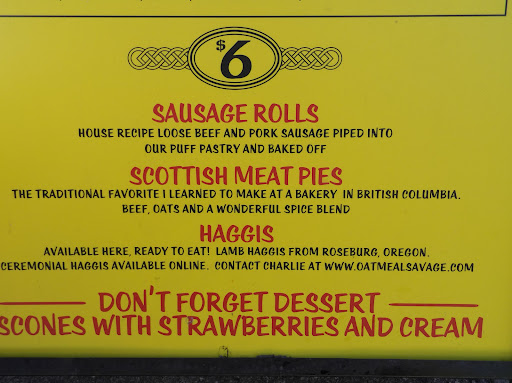 $6
SAUSAGE ROLLS
HOUSE RECIPE LOOSE BEEF AND PORK SAUSAGE PIPED INTO
OUR PUFF PASTRY AND BAKED OFF
SCOTTISH MEAT PIES
THE TRADITIONAL FAVORITE I LEARNED TO MAKE AT A BAKERY IN BRITISH COLUMBIA.
BEEF, OATS AND A WONDERFUL SPICE BLEND
HAGGIS
AVAILABLE HERE, READY TO EAT! LAMB HAGGIS FROM ROSEBURG, OREGON.
CEREMONIAL HAGGIS AVAILABLE ONLINE. CONTACT CHARLIE AT WWW.OATMEALSAVAGE.COM
DON'T FORGET DESSERT
SCONES WITH STRAWBERRIES AND CREAM